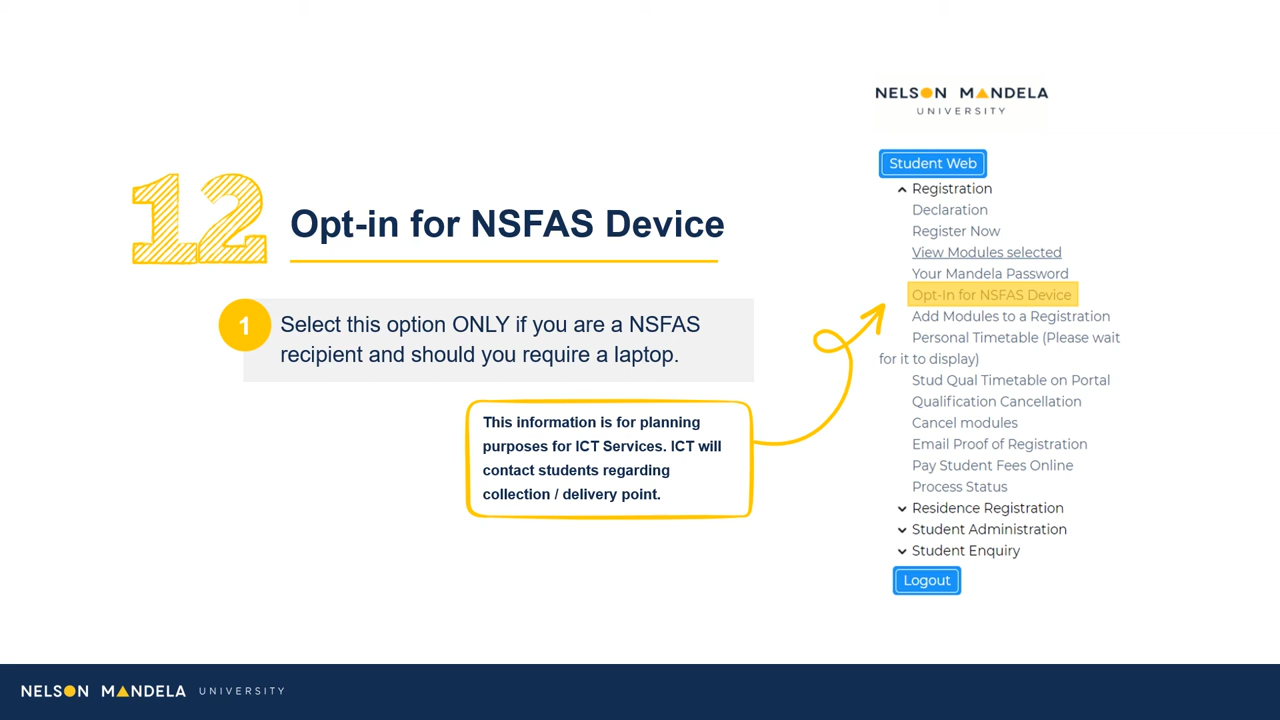 12
Opt-in for NSFAS Device
1
Select this option ONLY if you are a NSFAS
recipient and should you require a laptop.
This information is for planning
purposes for ICT Services. ICT will
contact students regarding
collection / delivery point.
NELSON MANDELA
UNIVERSITY
Student Web
Registration
Declaration
Register Now
View Modules selected
Your Mandela Password
Opt-In for NSFAS Device
Add Modules to a Registration
Personal Timetable (Please wait
for it to display)
Stud Qual Timetable on Portal
Qualification Cancellation
Cancel modules
Email Proof of Registration
Pay Student Fees Online
Process Status
Residence Registration
Student Administration
Student Enquiry
Logout
NELSON MANDELA UNIVERSITY